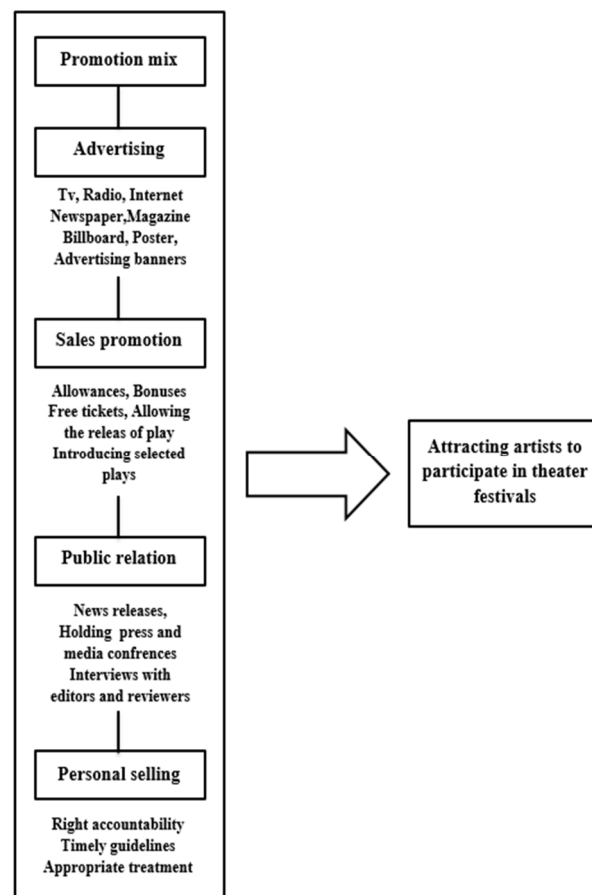 Promotion mix
Advertising
Tv, Radio, Internet
Newspaper,Magazine
Billboard, Poster,
Advertising banners
Sales promotion
Allowances, Bonuses
Free tickets, Allowing
the releas of play
Introducing selected
plays
Public relation
News releases,
Holding press and
media confrences
Interviews with
editors and reviewers
Personal selling
Right accountability
Timely guidelines
Appropriate treatment
Attracting artists to
participate in theater
festivals